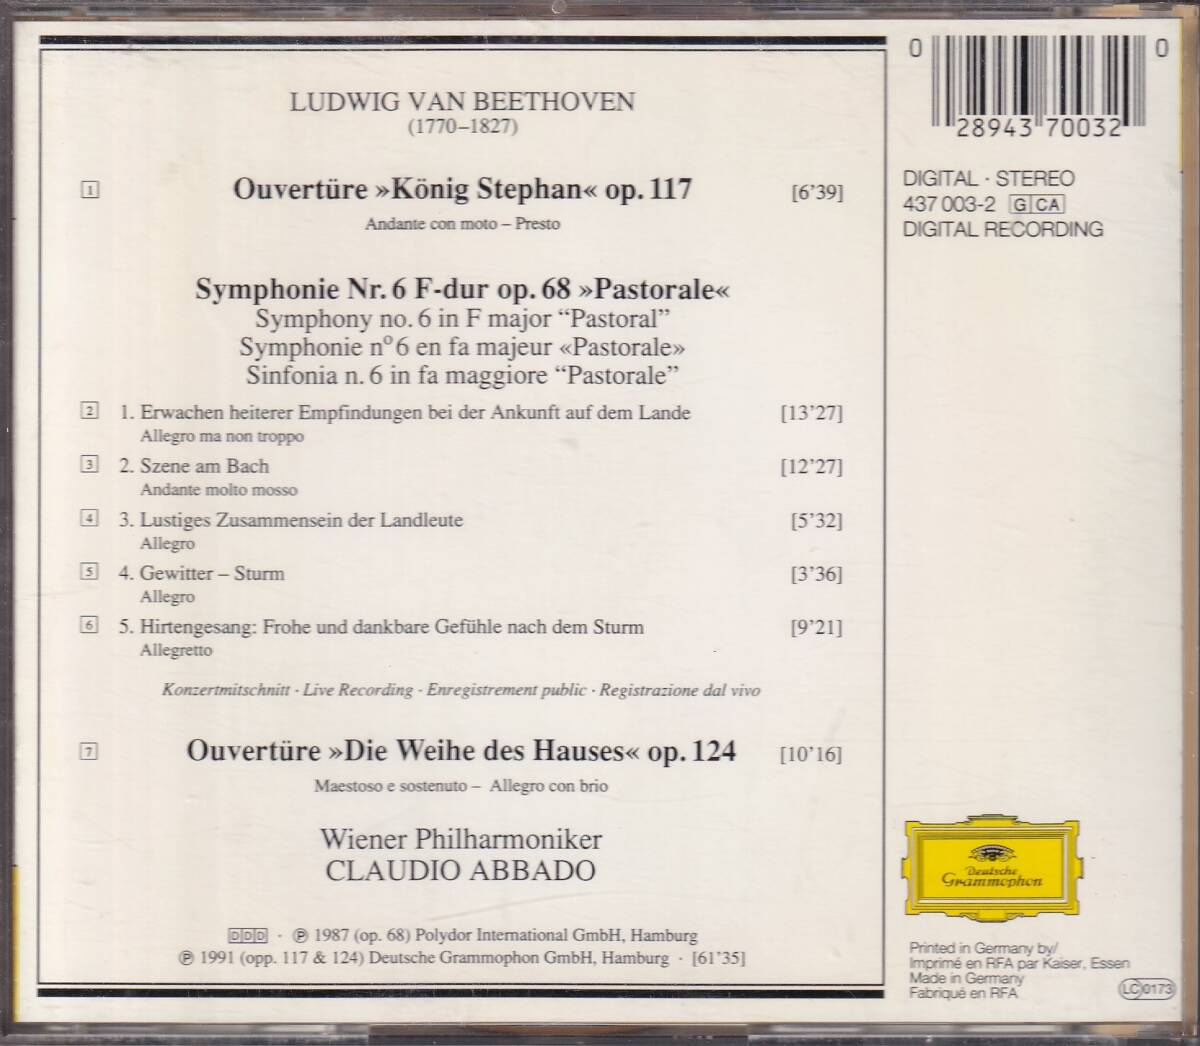 LUDWIG VAN BEETHOVEN
(1770–1827)
1 Ouvertüre »König Stephan« op. 117 [6’39]
Andante con moto – Presto
Symphonie Nr. 6 F-dur op. 68 »Pastorale«
Symphony no. 6 in F major “Pastoral”
Symphonie nº 6 en fa majeur «Pastorale»
Sinfonia n. 6 in fa maggiore “Pastorale”
2 1. Erwachen heiterer Empfindungen bei der Ankunft auf dem Lande [13’27]
Allegro ma non troppo
3 2. Szene am Bach [12’27]
Andante molto mosso
4 3. Lustiges Zusammensein der Landleute [5’32]
Allegro
5 4. Gewitter – Sturm [3’36]
Allegro
6 5. Hirtengesang: Frohe und dankbare Gefühle nach dem Sturm [9’21]
Allegretto
Konzertmitschnitt · Live Recording · Enregistrement public · Registrazione dal vivo
7 Ouvertüre »Die Weihe des Hauses« op. 124 [10’16]
Maestoso e sostenuto – Allegro con brio
Wiener Philharmoniker
CLAUDIO ABBADO
DDD · ℗ 1987 (op. 68) Polydor International GmbH, Hamburg
℗ 1991 (opp. 117 & 124) Deutsche Grammophon GmbH, Hamburg · [61’35]
0 28943 70032 0
DIGITAL · STEREO
437 003-2 G CA
DIGITAL RECORDING
Deutsche
Grammophon
Printed in Germany by/
Imprimé en RFA par Kaiser, Essen
Made in Germany
Fabriqué en RFA
LC 0173